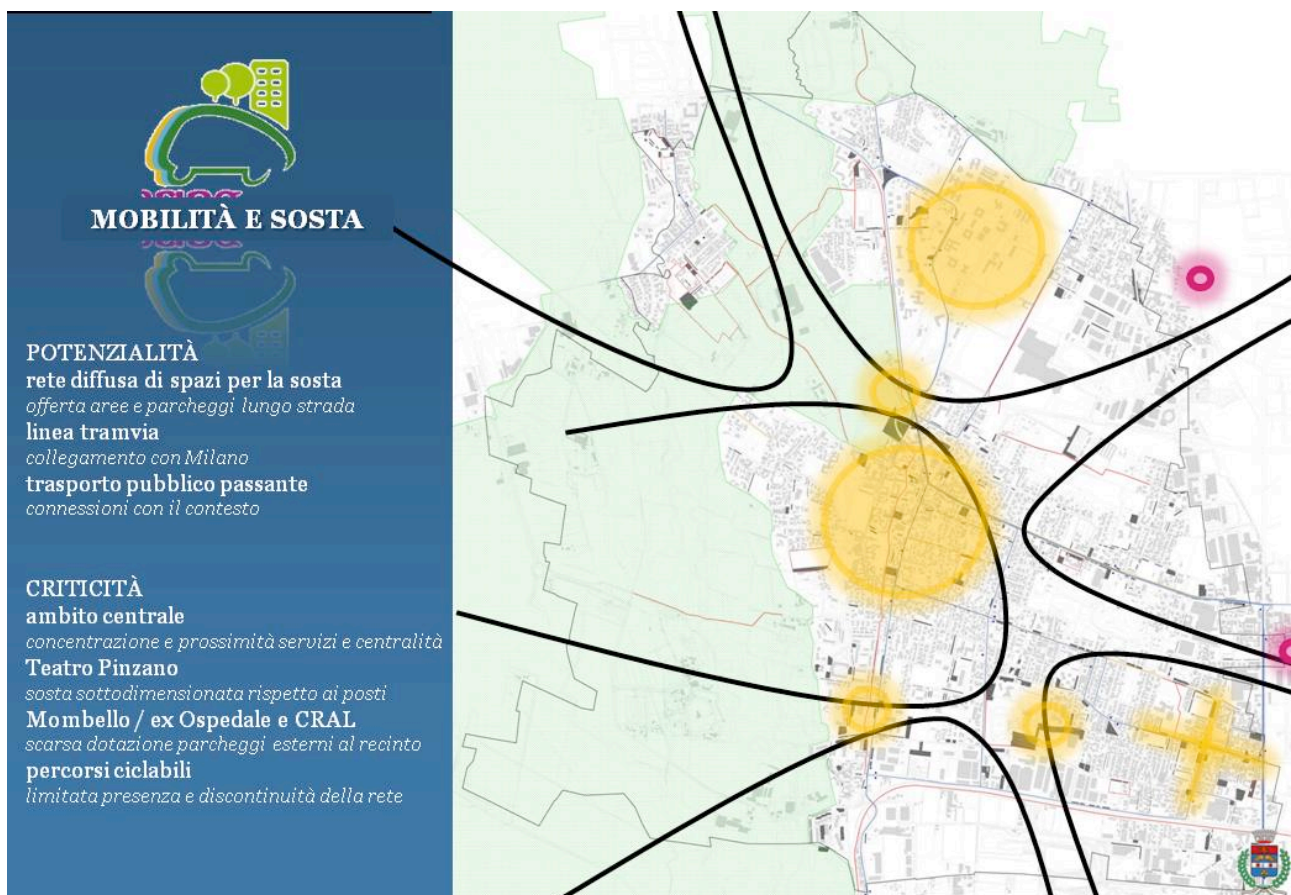 MOBILITÀ E SOSTA
POTENZIALITÀ
rete diffusa di spazi per la sosta
offerta aree e parcheggi lungo strada
linea tramvia
collegamento con Milano
trasporto pubblico passante
connessioni con il contesto
CRITICITÀ
ambito centrale
concentrazione e prossimità servizi e centralità
Teatro Pinzano
sosta sottodimensionata rispetto ai posti
Mombello / ex Ospedale e CRAL
scarsa dotazione parcheggi esterni al recinto
percorsi ciclabili
limitata presenza e discontinuità della rete